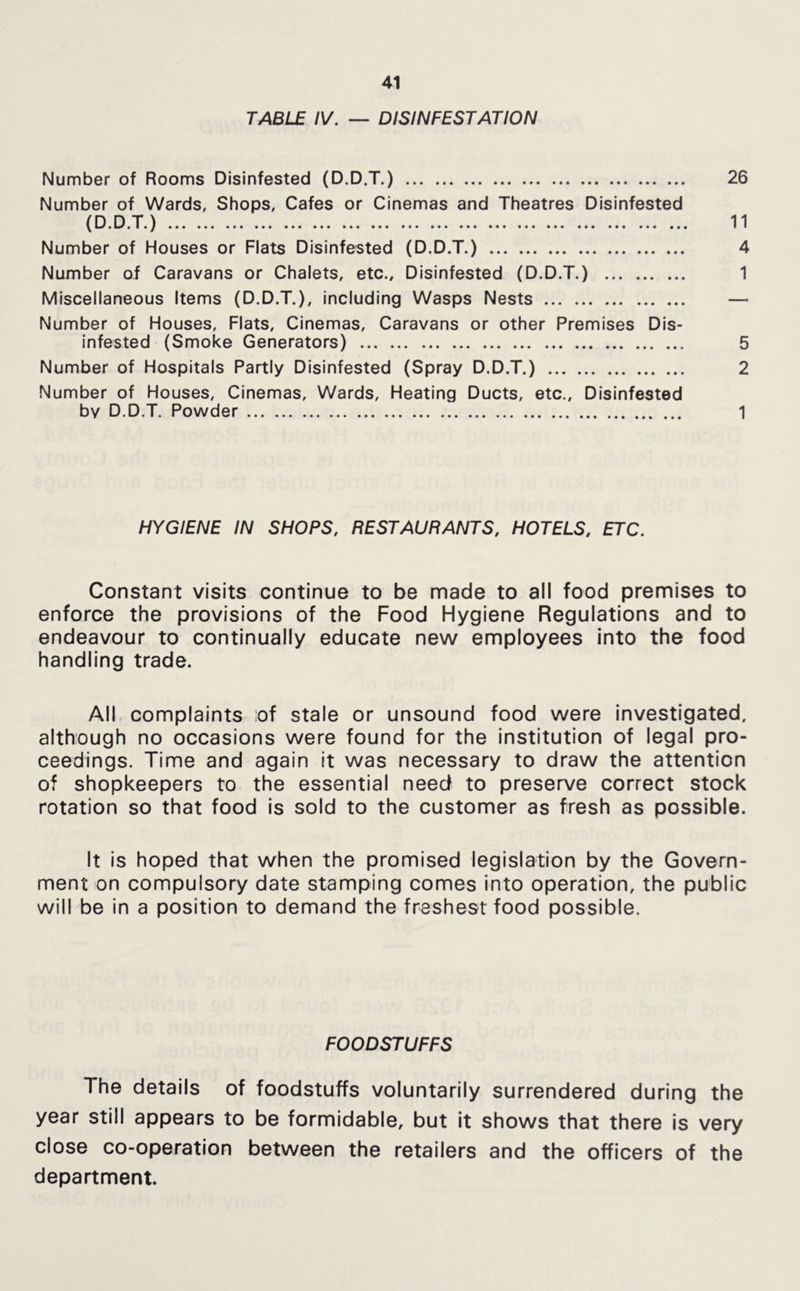 41
TABLE IV. — DISINFESTATION
Number of Rooms Disinfested (D.D.T.) ... ... ... ... ... ... ... ... ... ... 26
Number of Wards, Shops, Cafes or Cinemas and Theatres Disinfested
(D.D.T.) ... ... ... ... ... ... ... ... ... ... ... ... ... ... ... ... ... ... 11
Number of Houses or Flats Disinfested (D.D.T.) ... ... ... ... ... ... ... 4
Number of Caravans or Chalets, etc., Disinfested (D.D.T.) ... ... ... 1
Miscellaneous Items (D.D.T.), including Wasps Nests ... ... ... ... ... —
Number of Houses, Flats, Cinemas, Caravans or other Premises Dis-
infested (Smoke Generators) ... ... ... ... ... ... ... ... ... ... ... 5
Number of Hospitals Partly Disinfested (Spray D.D.T.) ... ... ... ... ... 2
Number of Houses, Cinemas, Wards, Heating Ducts, etc., Disinfested
by D.D.T. Powder ... ... ... ... ... ... ... ... ... ... ... ... ... ... ... 1
HYGIENE IN SHOPS, RESTAURANTS, HOTELS, ETC.
Constant visits continue to be made to all food premises to
enforce the provisions of the Food Hygiene Regulations and to
endeavour to continually educate new employees into the food
handling trade.
All complaints of stale or unsound food were investigated,
although no occasions were found for the institution of legal pro-
ceedings. Time and again it was necessary to draw the attention
of shopkeepers to the essential need to preserve correct stock
rotation so that food is sold to the customer as fresh as possible.
It is hoped that when the promised legislation by the Govern-
ment on compulsory date stamping comes into operation, the public
will be in a position to demand the freshest food possible.
FOODSTUFFS
The details of foodstuffs voluntarily surrendered during the
year still appears to be formidable, but it shows that there is very
close co-operation between the retailers and the officers of the
department.